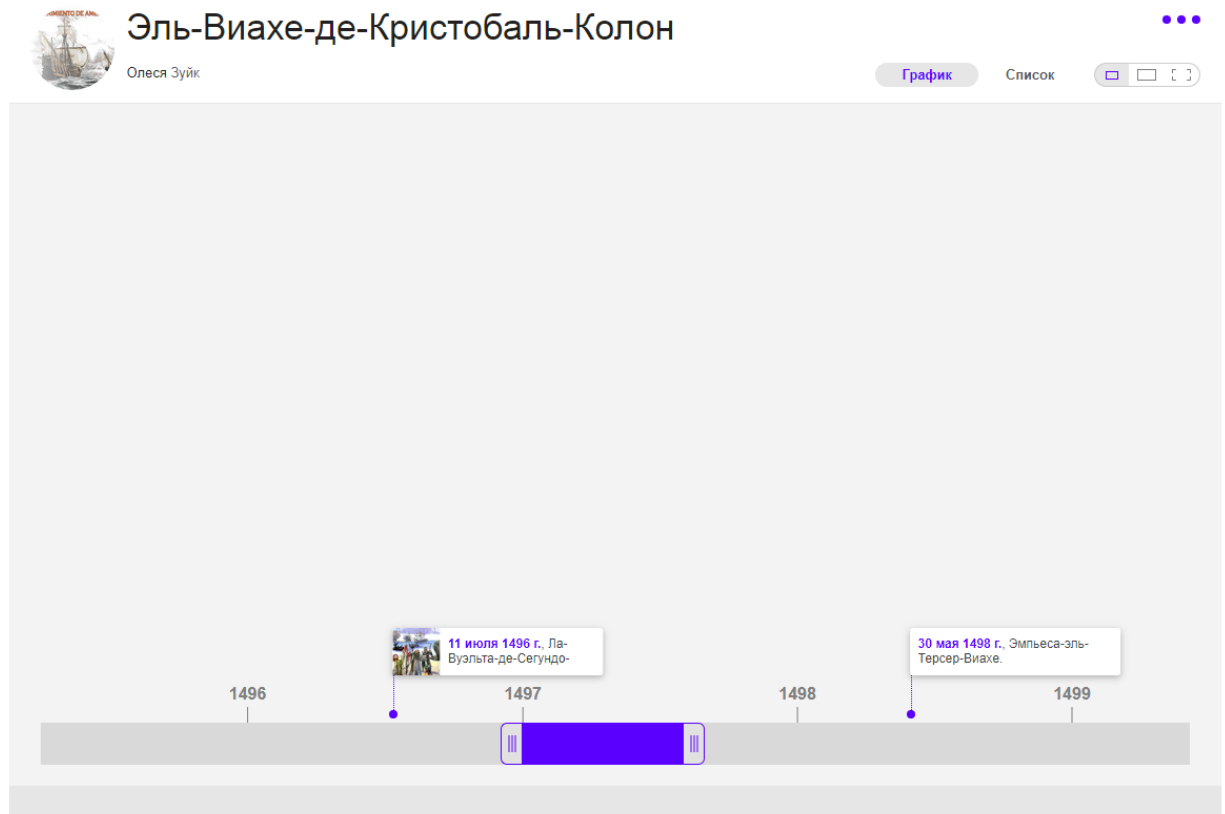 Эль-Виахе-де-Кристобаль-Колон
Олеся Зуйк
График Список
11 июля 1496 г., Ла-
Вуэльта-де-Сегундо-
30 мая 1498 г., Эмпьеса-эль-
Терсер-Виахе.
1496 1497 1498 1499